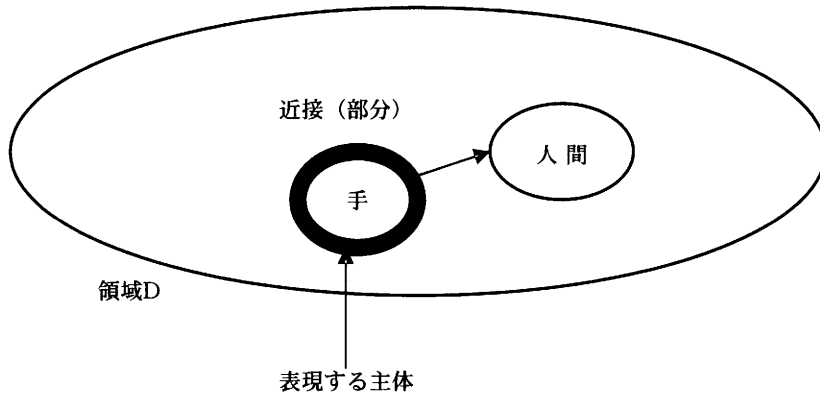 近接（部分）
人間
手
領域D
表現する主体